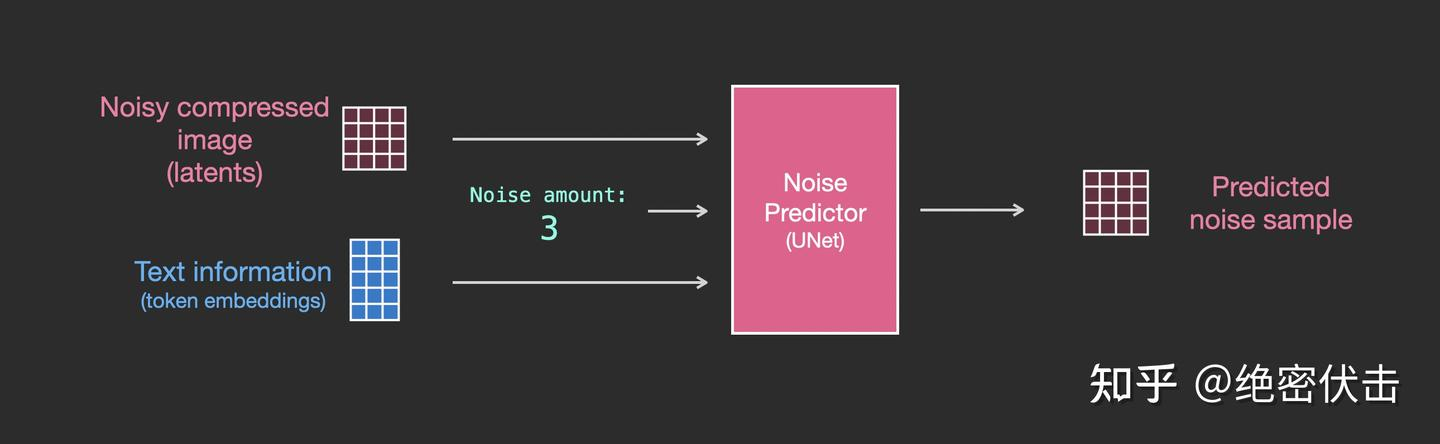 Noisy compressed
image
(latents)
Noise amount:
3
Text information
(token embeddings)
Noise
Predictor
(UNet)
Predicted
noise sample
知乎 @绝密伏击